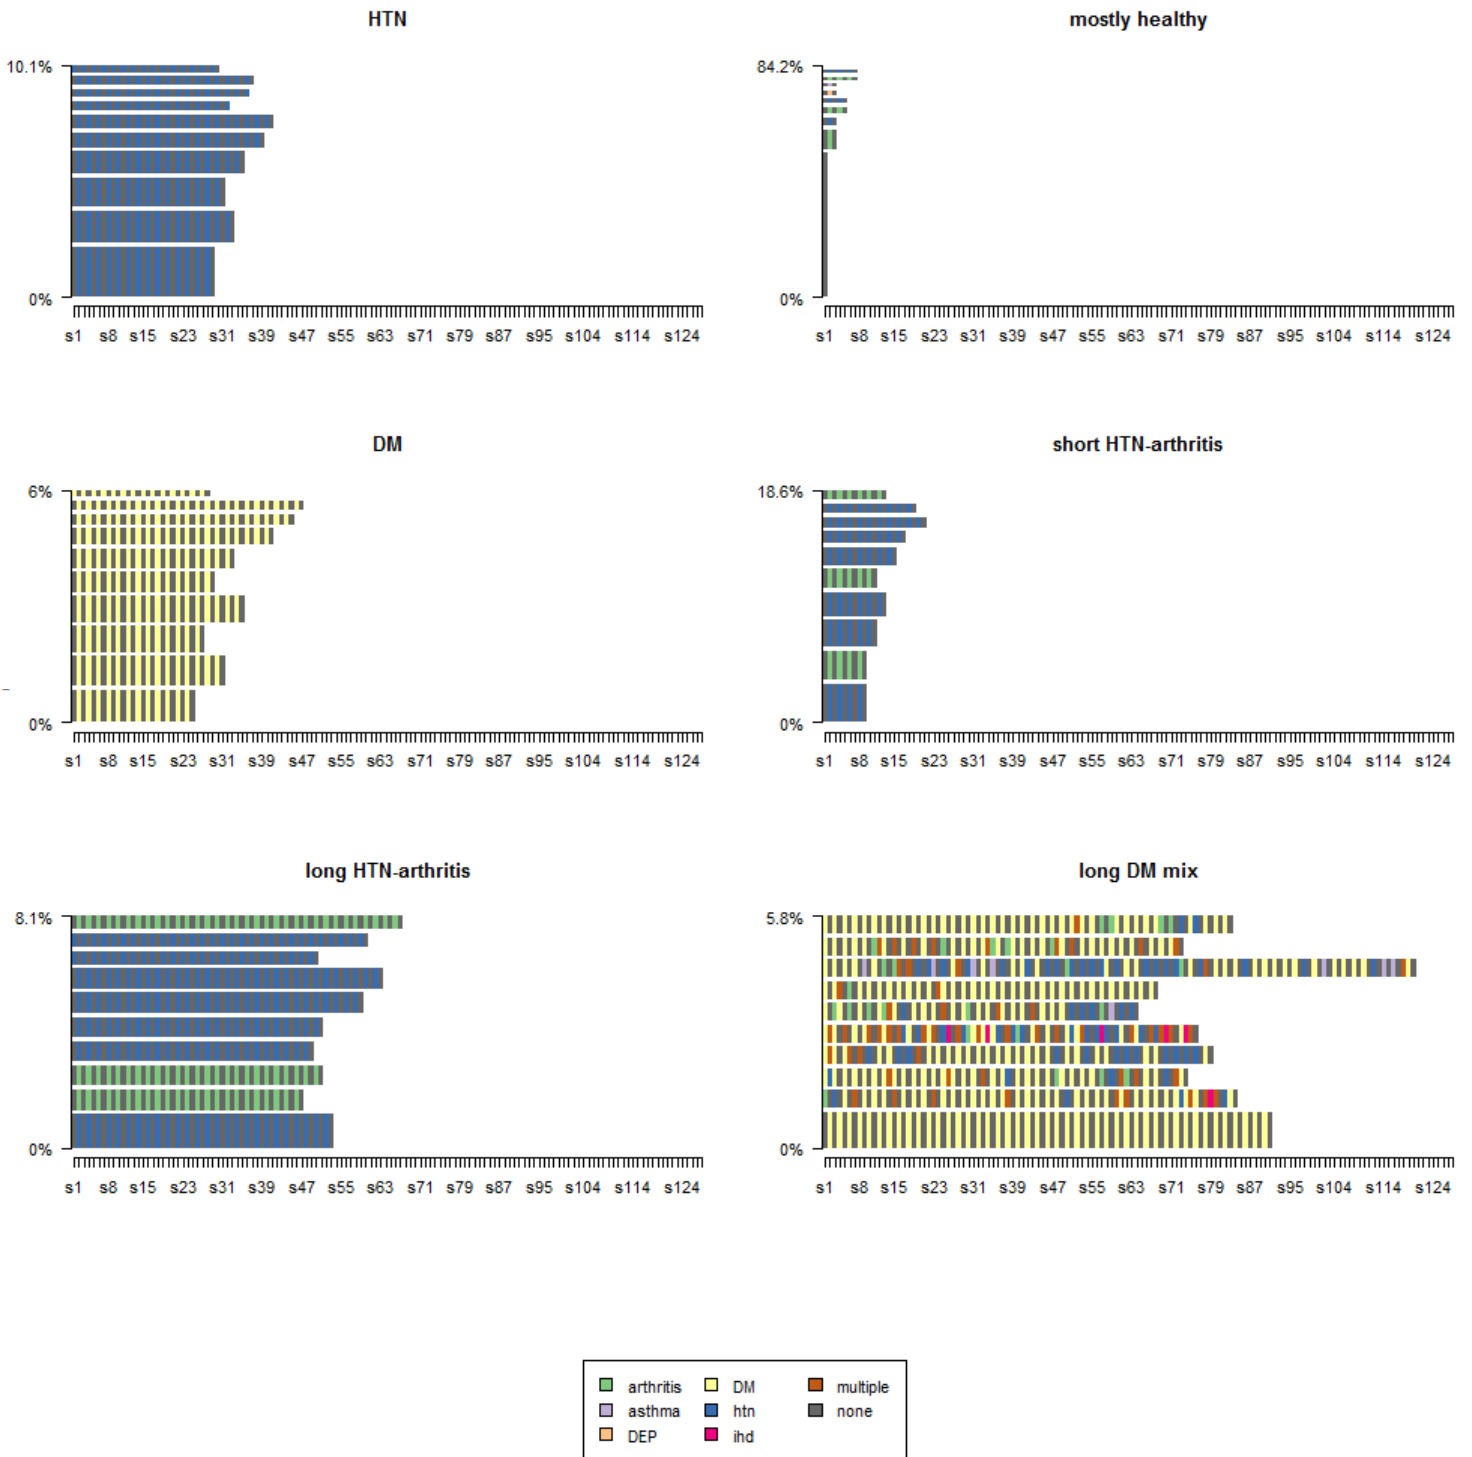 HTN
10.1%
0%
s1 s8 s15 s23 s31 s39 s47 s55 s63 s71 s79 s87 s95 s104 s114 s124
mostly healthy
84.2%
0%
s1 s8 s15 s23 s31 s39 s47 s55 s63 s71 s79 s87 s95 s104 s114 s124
DM
6%
0%
s1 s8 s15 s23 s31 s39 s47 s55 s63 s71 s79 s87 s95 s104 s114 s124
short HTN-arthritis
18.6%
0%
s1 s8 s15 s23 s31 s39 s47 s55 s63 s71 s79 s87 s95 s104 s114 s124
long HTN-arthritis
8.1%
0%
s1 s8 s15 s23 s31 s39 s47 s55 s63 s71 s79 s87 s95 s104 s114 s124
long DM mix
5.8%
0%
s1 s8 s15 s23 s31 s39 s47 s55 s63 s71 s79 s87 s95 s104 s114 s124
arthritis DM multiple
asthma htn none
DEP ihd